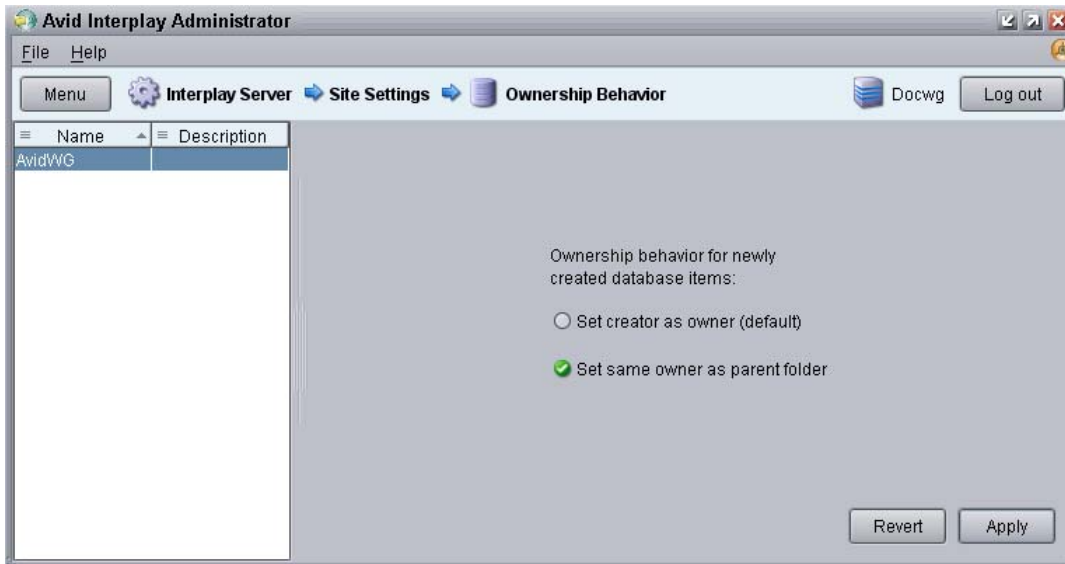 Avid Interplay Administrator
File Help
Menu Interplay Server Site Settings Ownership Behavior Docwg Log out
Name Description
AvidWG
Ownership behavior for newly
created database items:
Set creator as owner (default)
Set same owner as parent folder
Revert Apply